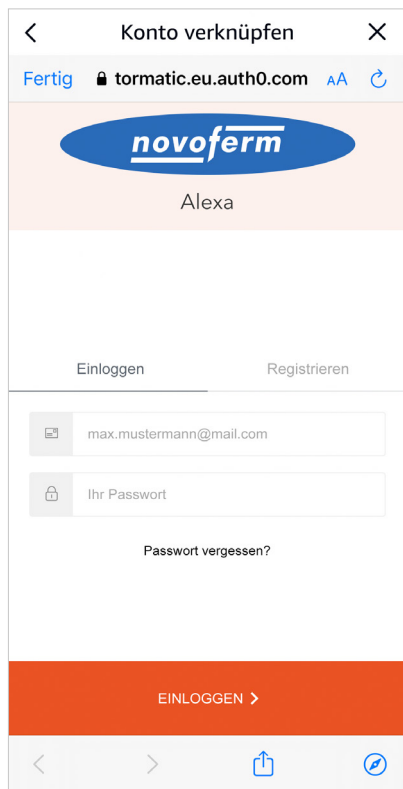 Konto verknüpfen
Fertig tormatic.eu.auth0.com AA
novoferm
Alexa
Einloggen Registrieren
max.mustermann@mail.com
Ihr Passwort
Passwort vergessen?
EINLOGGEN